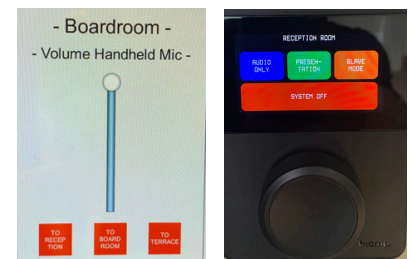 - Boardroom -
- Volume Handheld Mic -
TO
RECEP
TION
TO
BOARD
ROOM
TO
TERRACE
RECEPTION ROOM
AUDIO
ONLY
PRESEN-
TATION
SLAVE
MODE
SYSTEM OFF
biamp.